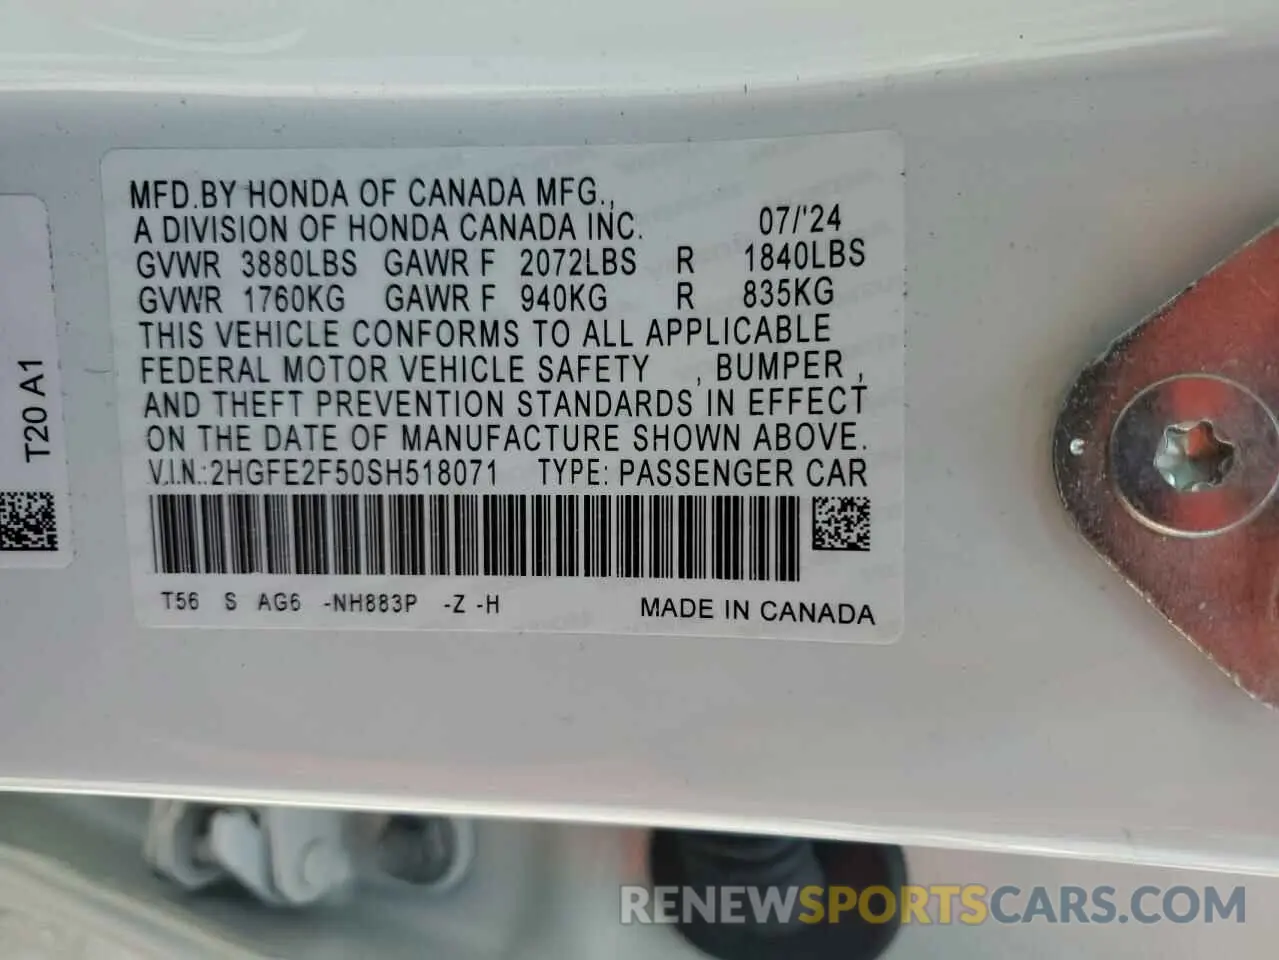 MFD.BY HONDA OF CANADA MFG.,
A DIVISION OF HONDA CANADA INC. 07/'24
GVWR 3880LBS GAWR F 2072LBS R 1840LBS
GVWR 1760KG GAWR F 940KG R 835KG
THIS VEHICLE CONFORMS TO ALL APPLICABLE
FEDERAL MOTOR VEHICLE SAFETY , BUMPER ,
AND THEFT PREVENTION STANDARDS IN EFFECT
ON THE DATE OF MANUFACTURE SHOWN ABOVE.
V.I.N.:2HGFE2F50SH518071 TYPE: PASSENGER CAR
T56 S AG6 -NH883P -Z -H MADE IN CANADA
T20 A1
RENEWSPORTSCARS.COM